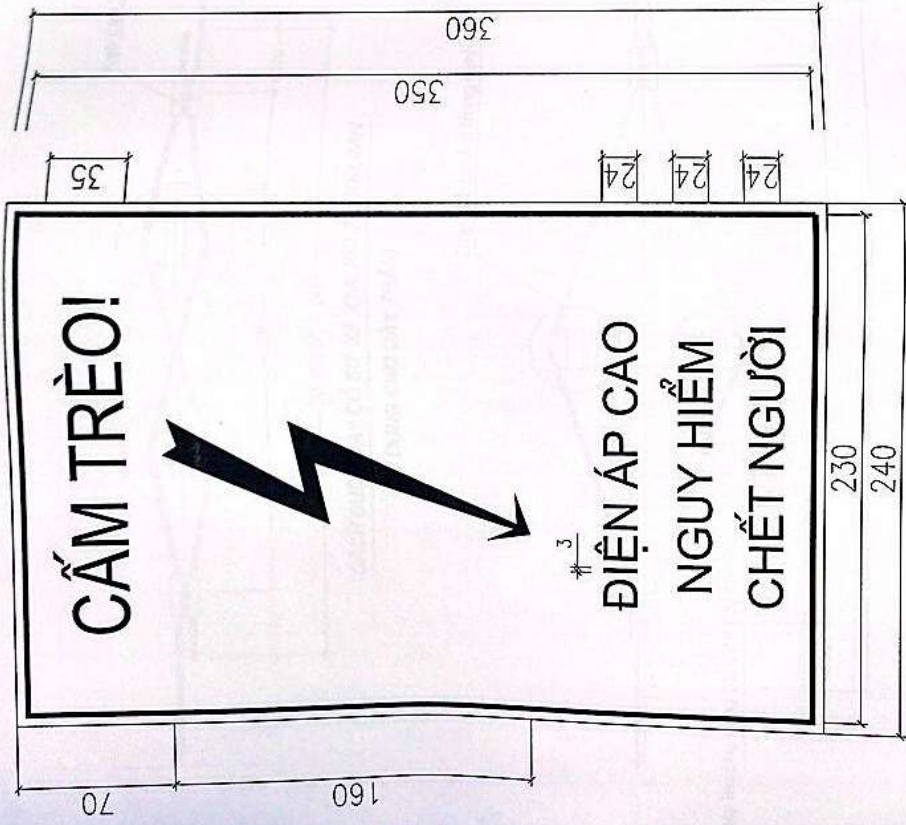 CẤM TRÈO!
ĐIỆN ÁP CAO
NGUY HIỂM
CHẾT NGƯỜI
3
35
24
24
24
350
360
70
160
230
240